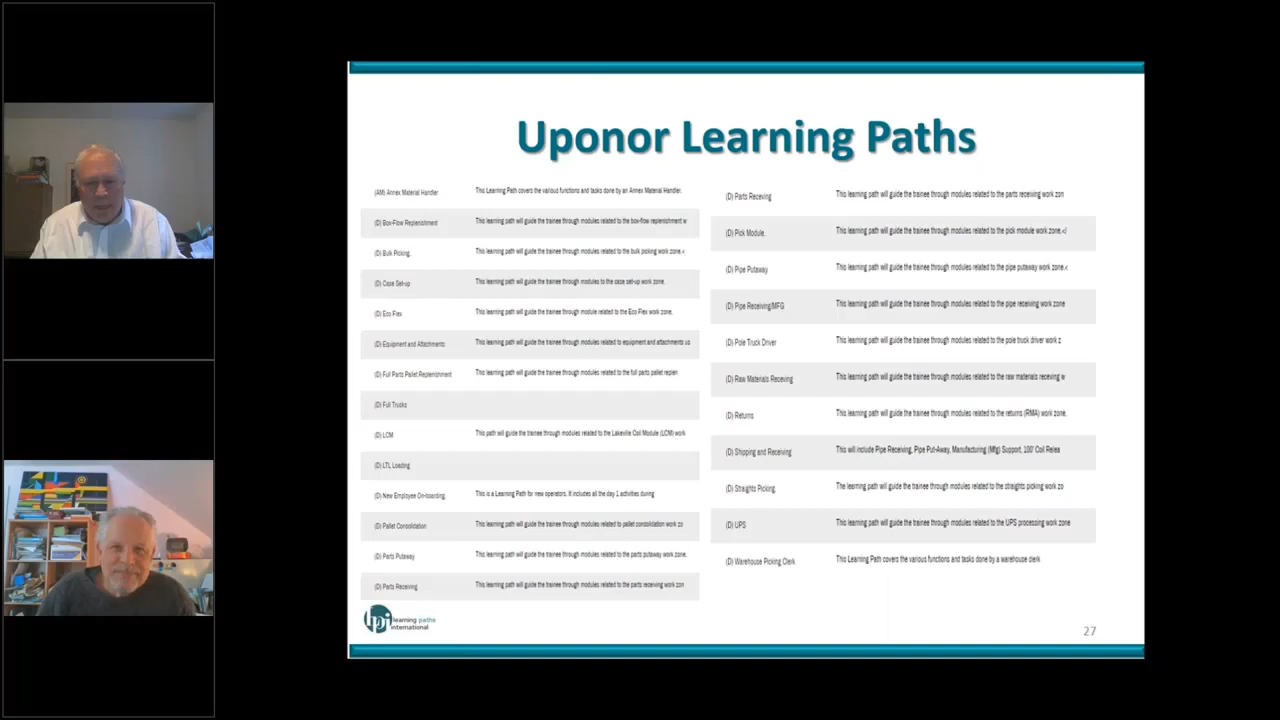 Uponor Learning Paths
(AM) Annex Material Handler This Learning Path covers the various functions and tasks done by an Annex Material Handler.
(D) Box-Flow Replenishment This learning path will guide the trainee through modules related to the box-flow replenishment w
(D) Bulk Picking. This learning path will guide the trainee through modules related to the bulk picking work zone.<
(D) Case Set-up This learning path will guide the trainee through modules to the case set-up work zone.
(D) Eco Flex This learning path will guide the trainee through module related to the Eco Flex work zone.
(D) Equipment and Attachments This learning path will guide the trainee through modules related to equipment and attachments us
(D) Full Parts Pallet Replenishment This learning path will guide the trainee through modules related to the full parts pallet replen
(D) Full Trucks
(D) LCM This path will guide the trainee through modules related to the Lakeville Coil Module (LCM) work
(D) LTL Loading
(D) New Employee On-boarding. This is a Learning Path for new operators. It includes all the day 1 activities during
(D) Pallet Consolidation This learning path will guide the trainee through modules related to pallet consolidation work zo
(D) Parts Putaway This learning path will guide the trainee through modules related to the parts putaway work zone.
(D) Parts Receiving This learning path will guide the trainee through modules related to the parts receiving work zon
(D) Parts Receving This learning path will guide the trainee through modules related to the parts receiving work zon
(D) Pick Module. This learning path will guide the trainee through modules related to the pick module work zone.</
(D) Pipe Putaway This learning path will guide the trainee through modules related to the pipe putaway work zone.<
(D) Pipe Receiving/MFG This learning path will guide the trainee through modules related to the pipe receiving work zone
(D) Pole Truck Driver This learning path will guide the trainee through modules related to the pole truck driver work z
(D) Raw Materials Receving This learning path will guide the trainee through modules related to the raw materials receving w
(D) Returns This learning path will guide the trainee through modules related to the returns (RMA) work zone.
(D) Shipping and Receiving This will include Pipe Receiving, Pipe Put-Away, Manufacturing (Mfg) Support, 100' Coil Relea
(D) Straights Picking. The learning path will guide the trainee through modules related to the straights picking work zo
(D) UPS This learning path will guide the trainee through modules related to the UPS processing work zone
(D) Warehouse Picking Clerk This Learning Path covers the various functions and tasks done by a warehouse clerk
lpi learning paths
international
27